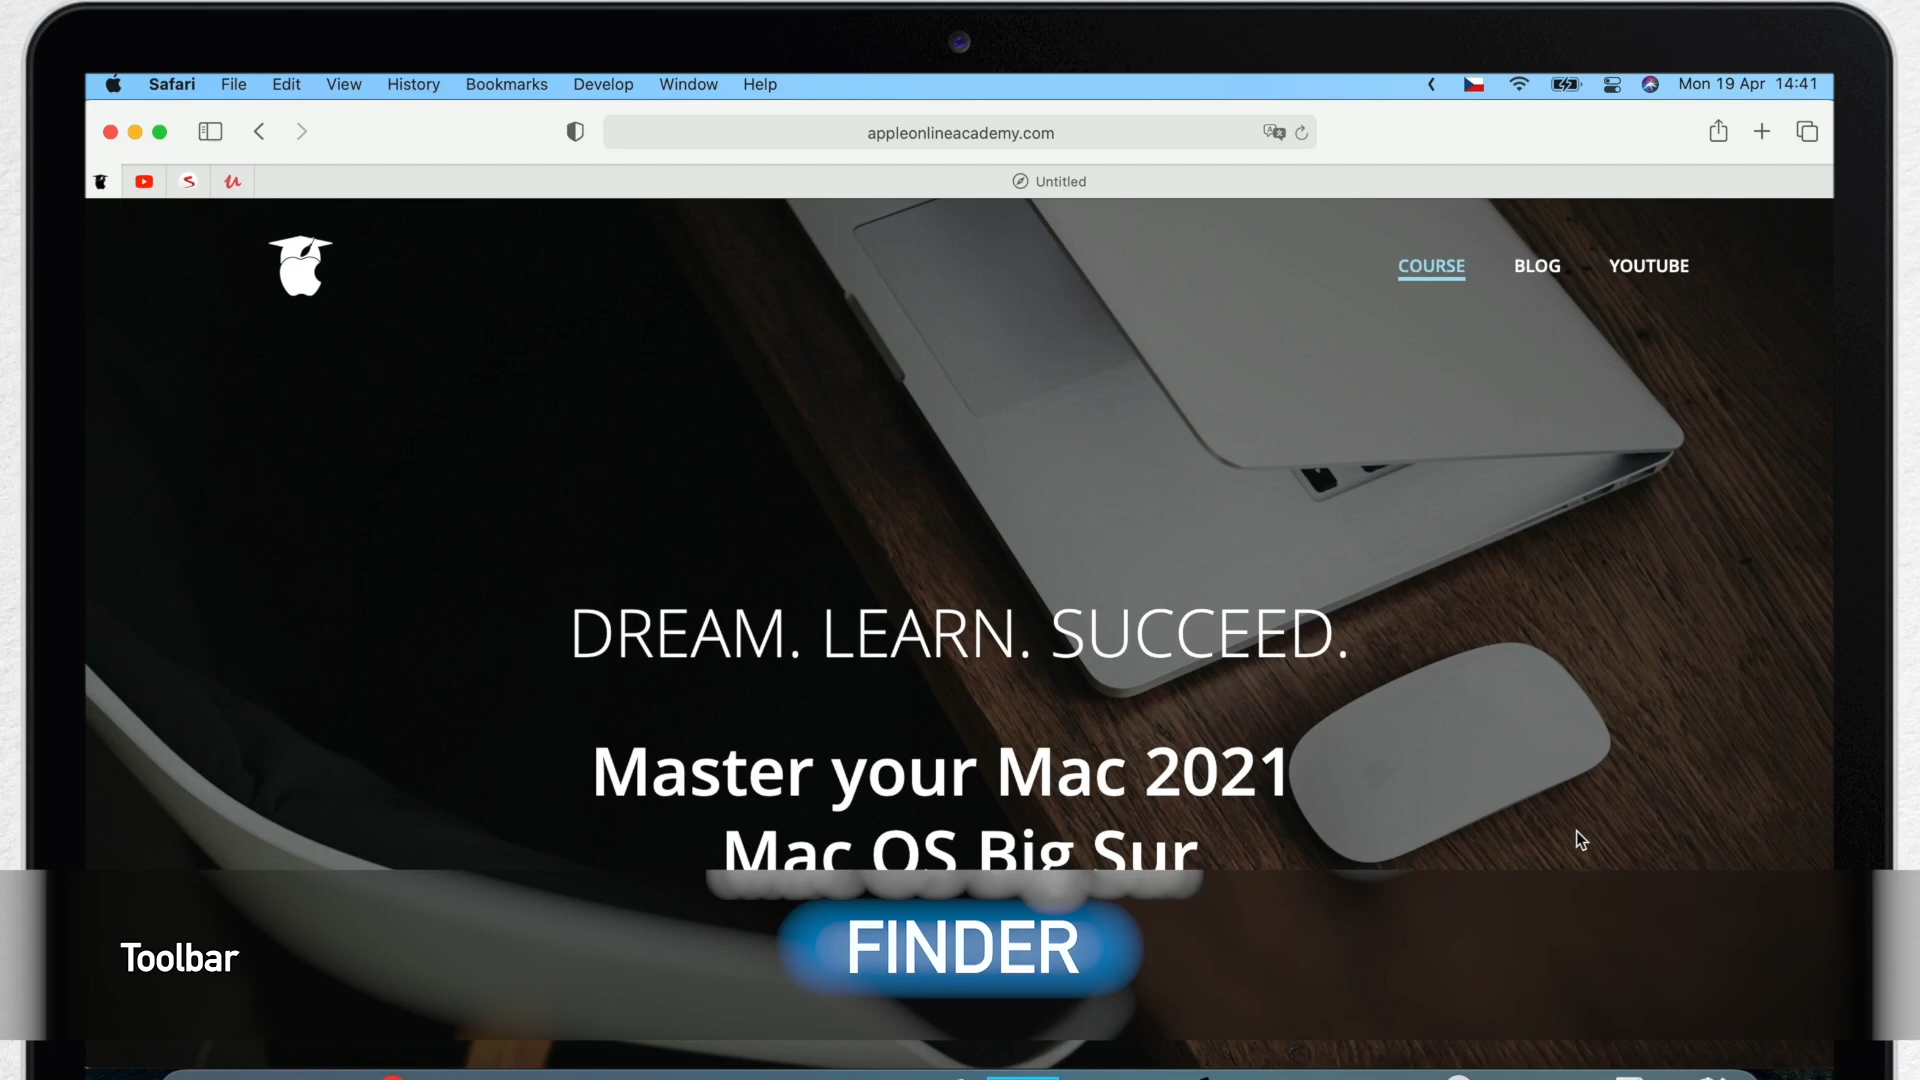 Safari File Edit View History Bookmarks Develop Window Help Mon 19 Apr 14:41
appleonlineacademy.com
Untitled
COURSE BLOG YOUTUBE
DREAM. LEARN. SUCCEED.
Master your Mac 2021
Mac OS Big Sur
FINDER
Toolbar